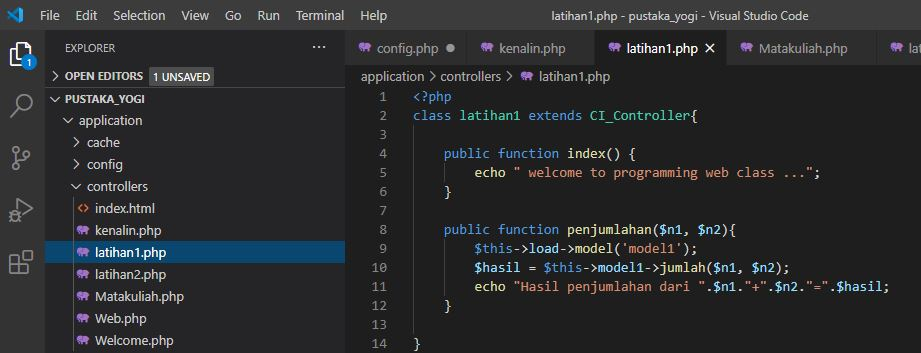 File Edit Selection View Go Run Terminal Help latihan1.php - pustaka_yogi - Visual Studio Code
EXPLORER ...
config.php kenalin.php latihan1.php Matakuliah.php
application > controllers > latihan1.php
OPEN EDITORS 1 UNSAVED
PUSTAKA_YOGI
application
cache
config
controllers
index.html
kenalin.php
latihan1.php
latihan2.php
Matakuliah.php
Web.php
Welcome.php
1
1 <?php
2 class latihan1 extends CI_Controller{
3
4 public function index() {
5 echo " welcome to programming web class ...";
6 }
7
8 public function penjumlahan($n1, $n2){
9 $this->load->model('model1');
10 $hasil = $this->model1->jumlah($n1, $n2);
11 echo "Hasil penjumlahan dari ".$n1."+".$n2."=".$hasil;
12 }
13
14 }